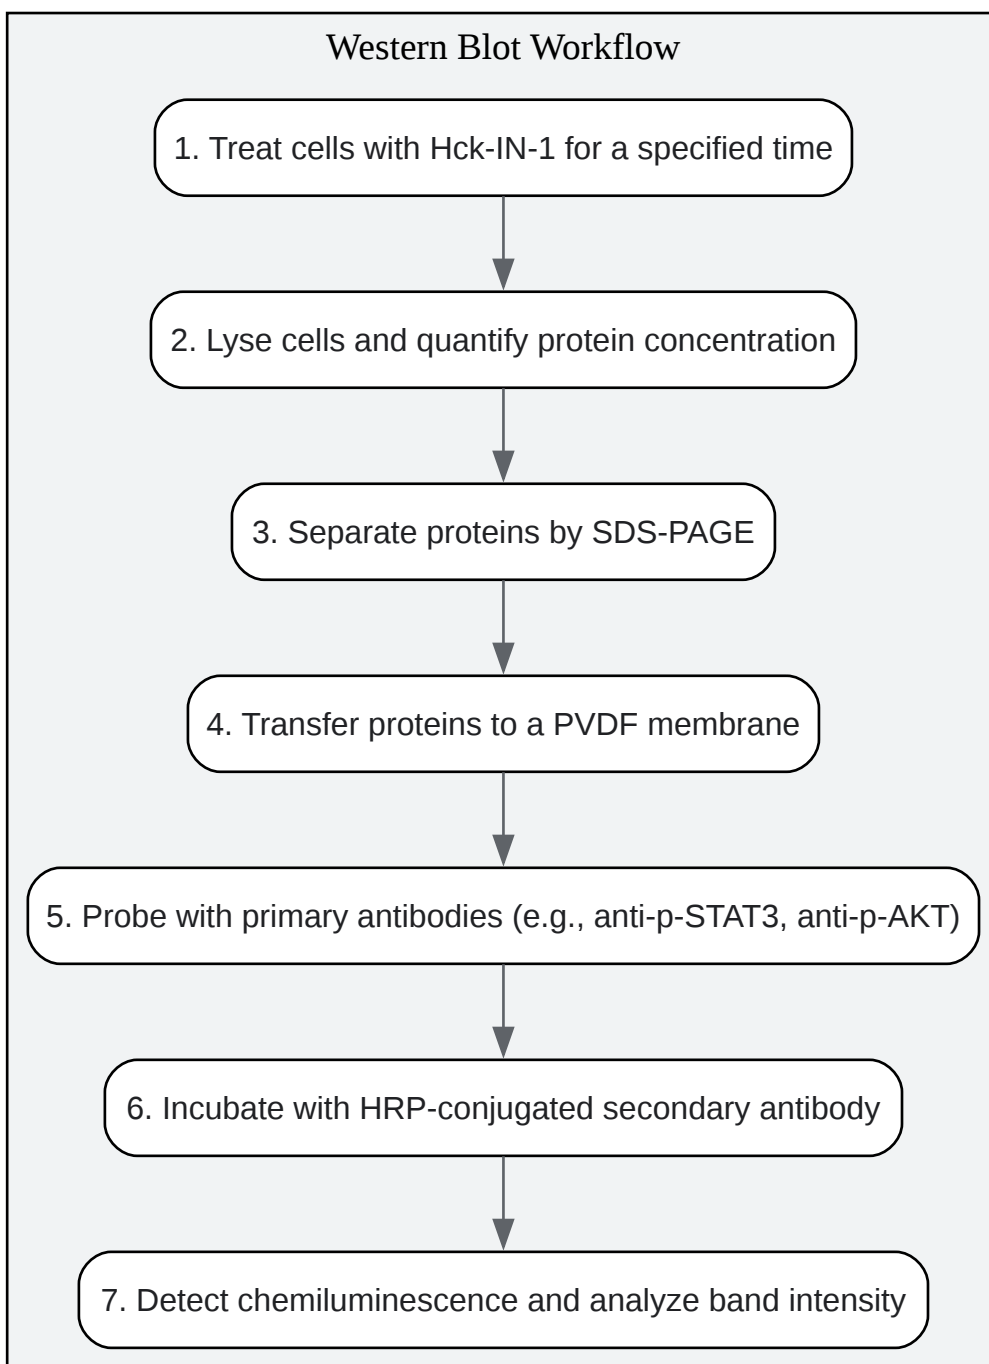 Western Blot Workflow
1. Treat cells with Hck-IN-1 for a specified time
2. Lyse cells and quantify protein concentration
3. Separate proteins by SDS-PAGE
4. Transfer proteins to a PVDF membrane
5. Probe with primary antibodies (e.g., anti-p-STAT3, anti-p-AKT)
6. Incubate with HRP-conjugated secondary antibody
7. Detect chemiluminescence and analyze band intensity